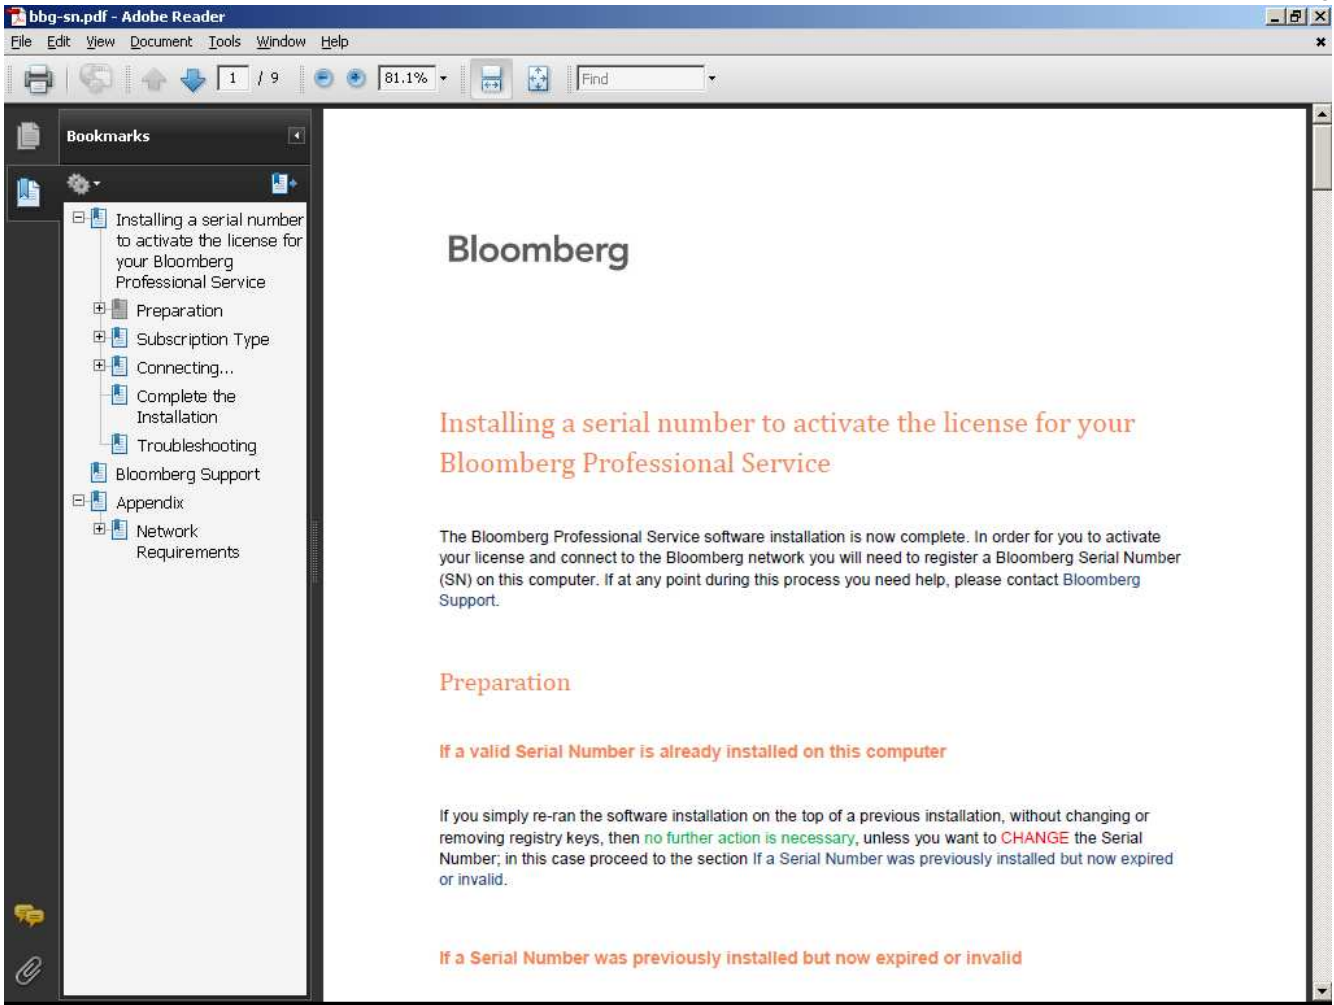 bbg-sn.pdf - Adobe Reader
File Edit View Document Tools Window Help
1 / 9 81.1% Find
Bookmarks
Installing a serial number
to activate the license for
your Bloomberg
Professional Service
Preparation
Subscription Type
Connecting...
Complete the
Installation
Troubleshooting
Bloomberg Support
Appendix
Network
Requirements
Bloomberg
Installing a serial number to activate the license for your
Bloomberg Professional Service
The Bloomberg Professional Service software installation is now complete. In order for you to activate
your license and connect to the Bloomberg network you will need to register a Bloomberg Serial Number
(SN) on this computer. If at any point during this process you need help, please contact Bloomberg
Support.
Preparation
If a valid Serial Number is already installed on this computer
If you simply re-ran the software installation on the top of a previous installation, without changing or
removing registry keys, then no further action is necessary, unless you want to CHANGE the Serial
Number; in this case proceed to the section If a Serial Number was previously installed but now expired
or invalid.
If a Serial Number was previously installed but now expired or invalid